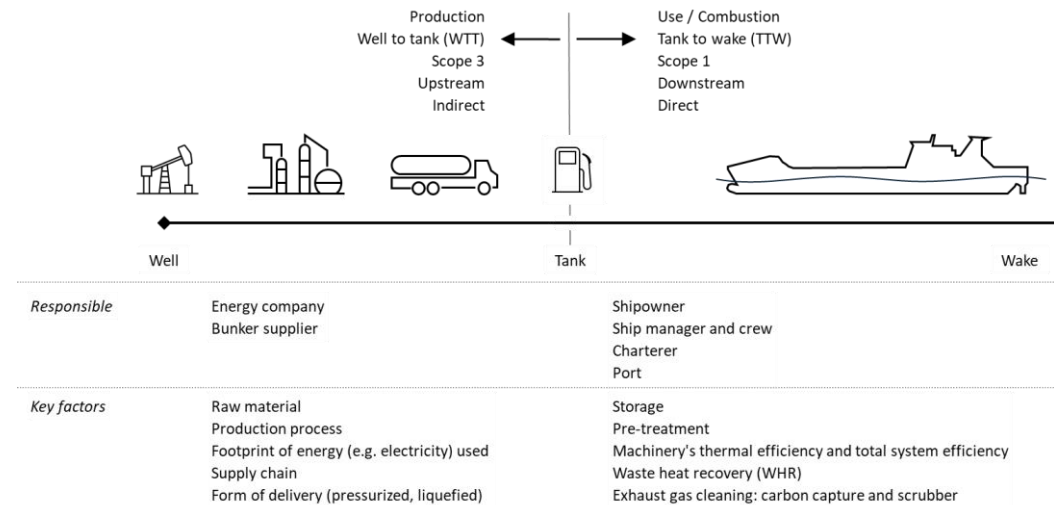 Production
Well to tank (WTT)
Scope 3
Upstream
Indirect
Use / Combustion
Tank to wake (TTW)
Scope 1
Downstream
Direct
Well
Tank
Wake
Responsible
Energy company
Bunker supplier
Shipowner
Ship manager and crew
Charterer
Port
Key factors
Raw material
Production process
Footprint of energy (e.g. electricity) used
Supply chain
Form of delivery (pressurized, liquefied)
Storage
Pre-treatment
Machinery's thermal efficiency and total system efficiency
Waste heat recovery (WHR)
Exhaust gas cleaning: carbon capture and scrubber